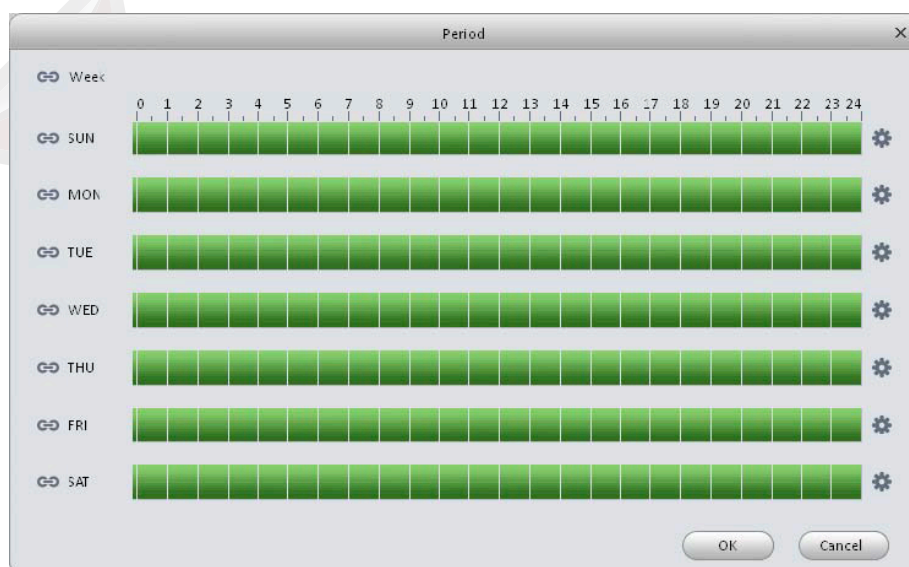 Period
Week
0 1 2 3 4 5 6 7 8 9 10 11 12 13 14 15 16 17 18 19 20 21 22 23 24
SUN
MON
TUE
WED
THU
FRI
SAT
OK Cancel